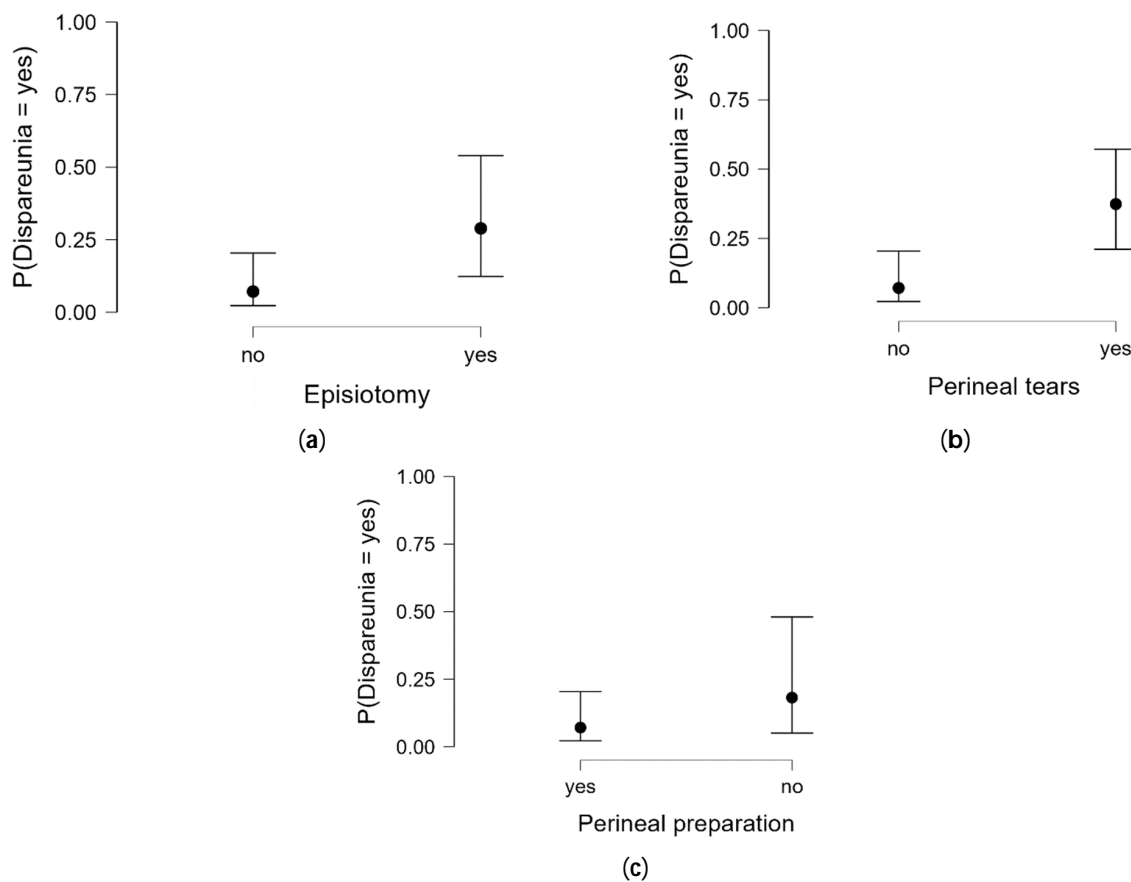 P(Dispareunia = yes)
1.00
0.75
0.50
0.25
0.00
no
yes
Episiotomy
(a)
P(Dispareunia = yes)
1.00
0.75
0.50
0.25
0.00
no
yes
Perineal tears
(b)
P(Dispareunia = yes)
1.00
0.75
0.50
0.25
0.00
yes
no
Perineal preparation
(c)